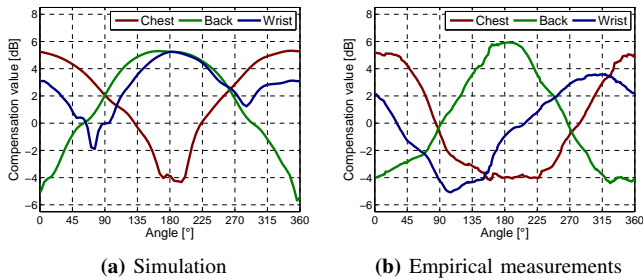 Chest Back Wrist
Compensation value [dB]
8
6
4
2
0
−2
−4
−6
0 45 90 135 180 225 270 315 360
Angle [°]
(a) Simulation
Chest Back Wrist
Compensation value [dB]
8
6
4
2
0
−2
−4
−6
0 45 90 135 180 225 270 315 360
Angle [°]
(b) Empirical measurements